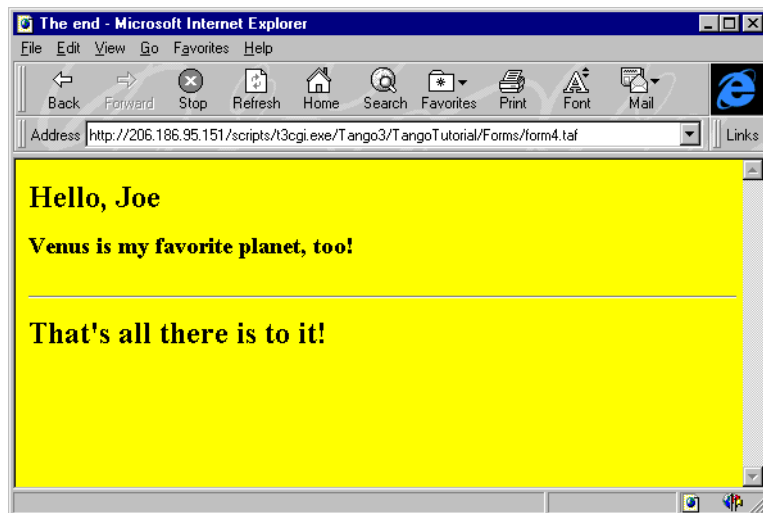 The end - Microsoft Internet Explorer
File Edit View Go Favorites Help
Back Forward Stop Refresh Home Search Favorites Print Font Mail
Address http://206.186.95.151/scripts/t3cgi.exe/Tango3/TangoTutorial/Forms/form4.taf Links
Hello, Joe
Venus is my favorite planet, too!
That's all there is to it!